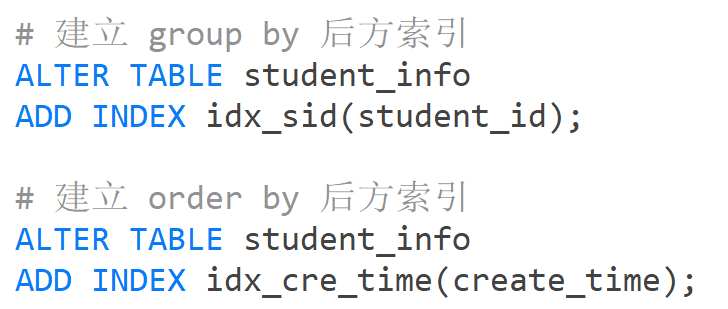 # 建立 group by 后方索引
ALTER TABLE student_info
ADD INDEX idx_sid(student_id);
# 建立 order by 后方索引
ALTER TABLE student_info
ADD INDEX idx_cre_time(create_time);